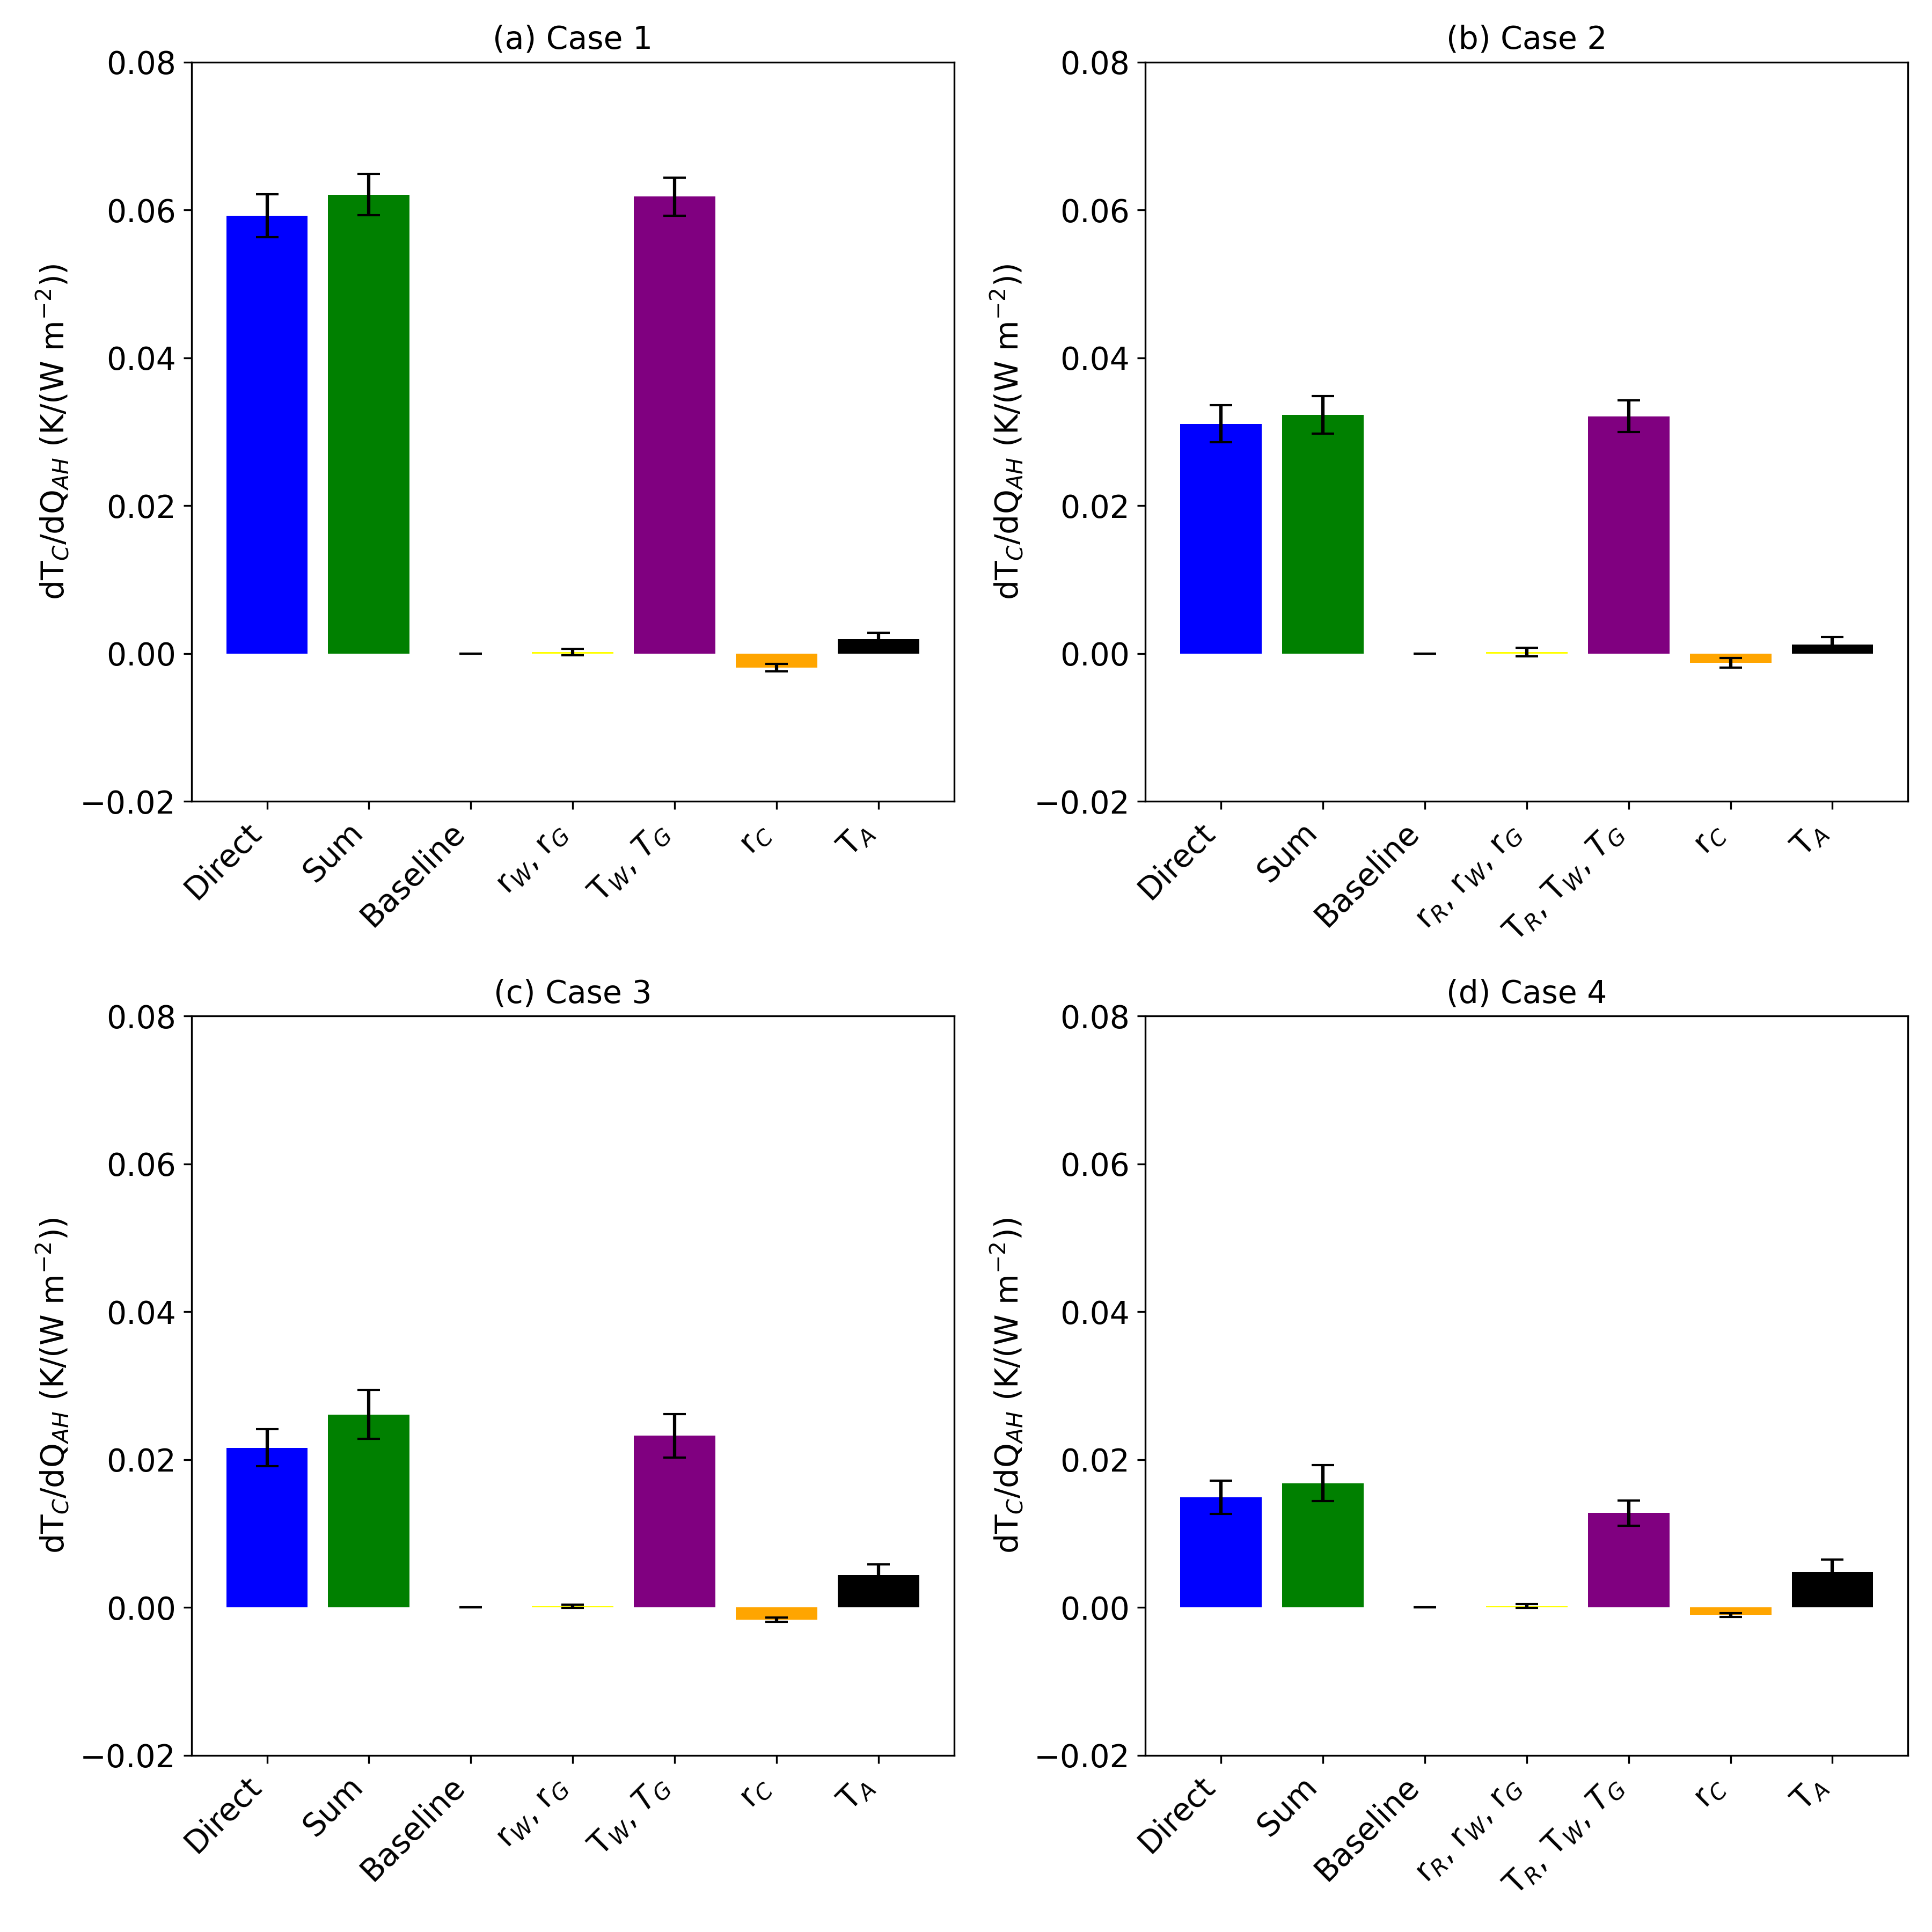 (a) Case 1
0.08
0.06
0.04
0.02
0.00
−0.02
dT_C/dQ_AH (K/(W m^−2))
Direct
Sum
Baseline
r_W, r_G
T_W, T_G
r_C
T_A
(b) Case 2
0.08
0.06
0.04
0.02
0.00
−0.02
dT_C/dQ_AH (K/(W m^−2))
Direct
Sum
Baseline
r_R, r_W, r_G
T_R, T_W, T_G
r_C
T_A
(c) Case 3
0.08
0.06
0.04
0.02
0.00
−0.02
dT_C/dQ_AH (K/(W m^−2))
Direct
Sum
Baseline
r_W, r_G
T_W, T_G
r_C
T_A
(d) Case 4
0.08
0.06
0.04
0.02
0.00
−0.02
dT_C/dQ_AH (K/(W m^−2))
Direct
Sum
Baseline
r_R, r_W, r_G
T_R, T_W, T_G
r_C
T_A